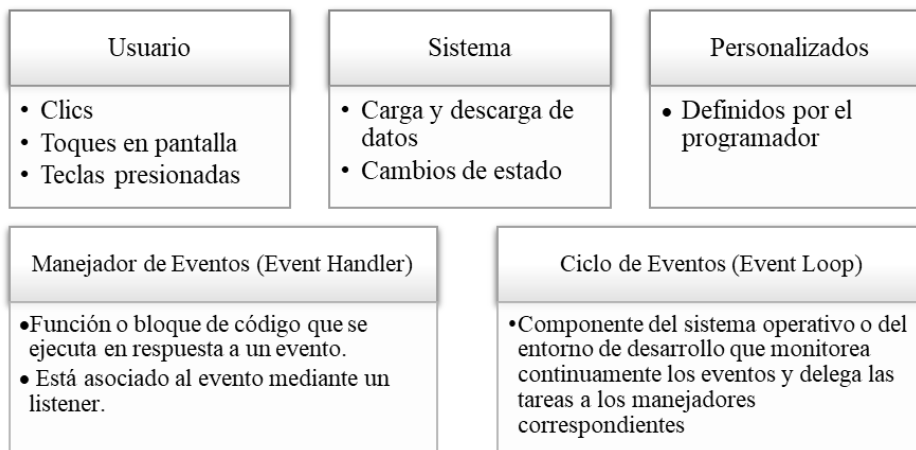 Usuario
• Clics
• Toques en pantalla
• Teclas presionadas
Sistema
• Carga y descarga de
datos
• Cambios de estado
Personalizados
• Definidos por el
programador
Manejador de Eventos (Event Handler)
•Función o bloque de código que se
ejecuta en respuesta a un evento.
• Está asociado al evento mediante un
listener.
Ciclo de Eventos (Event Loop)
•Componente del sistema operativo o del
entorno de desarrollo que monitorea
continuamente los eventos y delega las
tareas a los manejadores
correspondientes